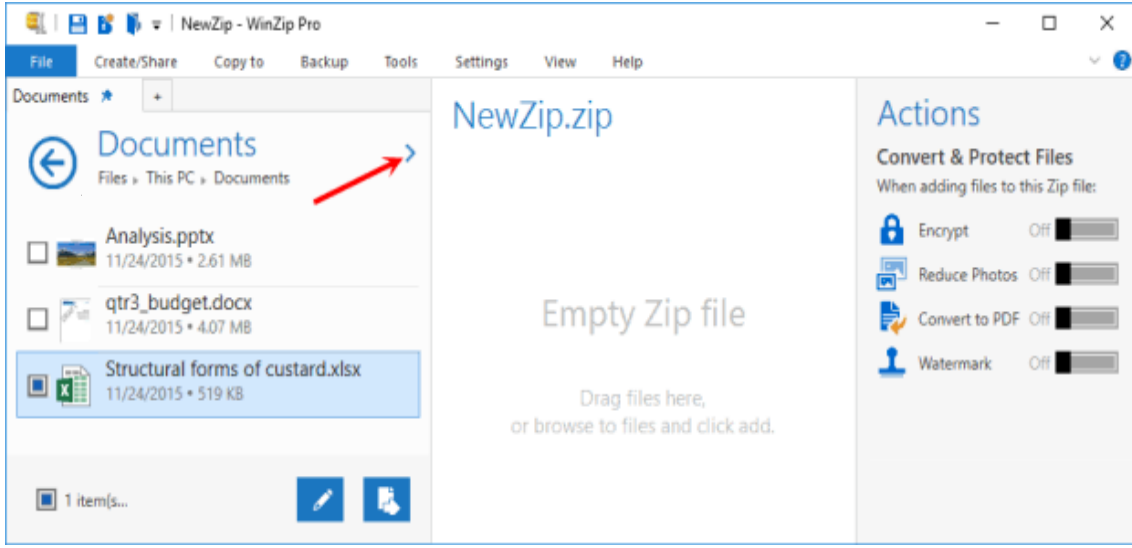 NewZip - WinZip Pro
File Create/Share Copy to Backup Tools Settings View Help
Documents +
Documents
Files ▸ This PC ▸ Documents
Analysis.pptx
11/24/2015 • 2.61 MB
qtr3_budget.docx
11/24/2015 • 4.07 MB
Structural forms of custard.xlsx
11/24/2015 • 519 KB
1 item(s...
NewZip.zip
Empty Zip file
Drag files here,
or browse to files and click add.
Actions
Convert & Protect Files
When adding files to this Zip file:
Encrypt Off
Reduce Photos Off
Convert to PDF Off
Watermark Off